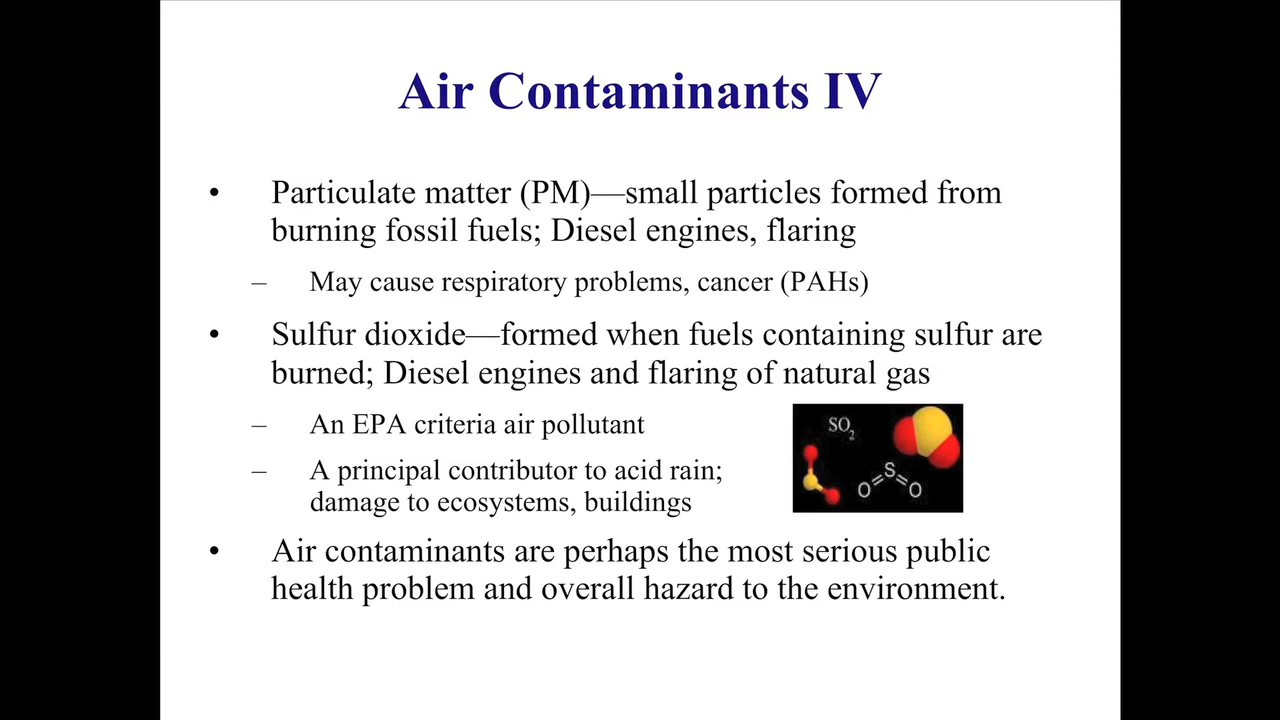 Air Contaminants IV
• Particulate matter (PM)—small particles formed from
burning fossil fuels; Diesel engines, flaring
– May cause respiratory problems, cancer (PAHs)
• Sulfur dioxide—formed when fuels containing sulfur are
burned; Diesel engines and flaring of natural gas
– An EPA criteria air pollutant
– A principal contributor to acid rain;
damage to ecosystems, buildings
SO₂
S
O O
• Air contaminants are perhaps the most serious public
health problem and overall hazard to the environment.